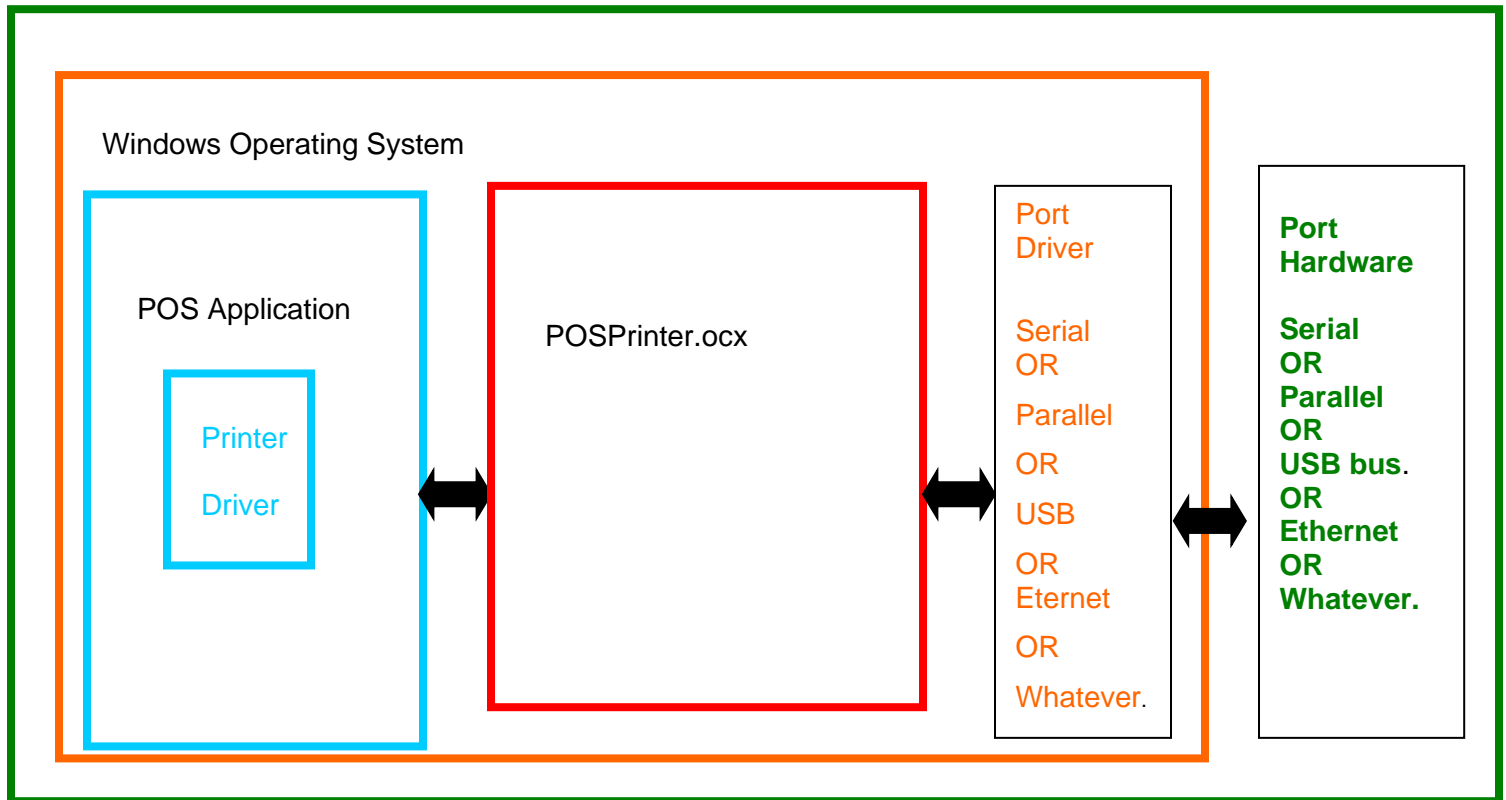 Windows Operating System
POS Application
Printer
Driver
POSPrinter.ocx
Port
Driver
Serial
OR
Parallel
OR
USB
OR
Eternet
OR
Whatever.
Port
Hardware
Serial
OR
Parallel
OR
USB bus.
OR
Ethernet
OR
Whatever.